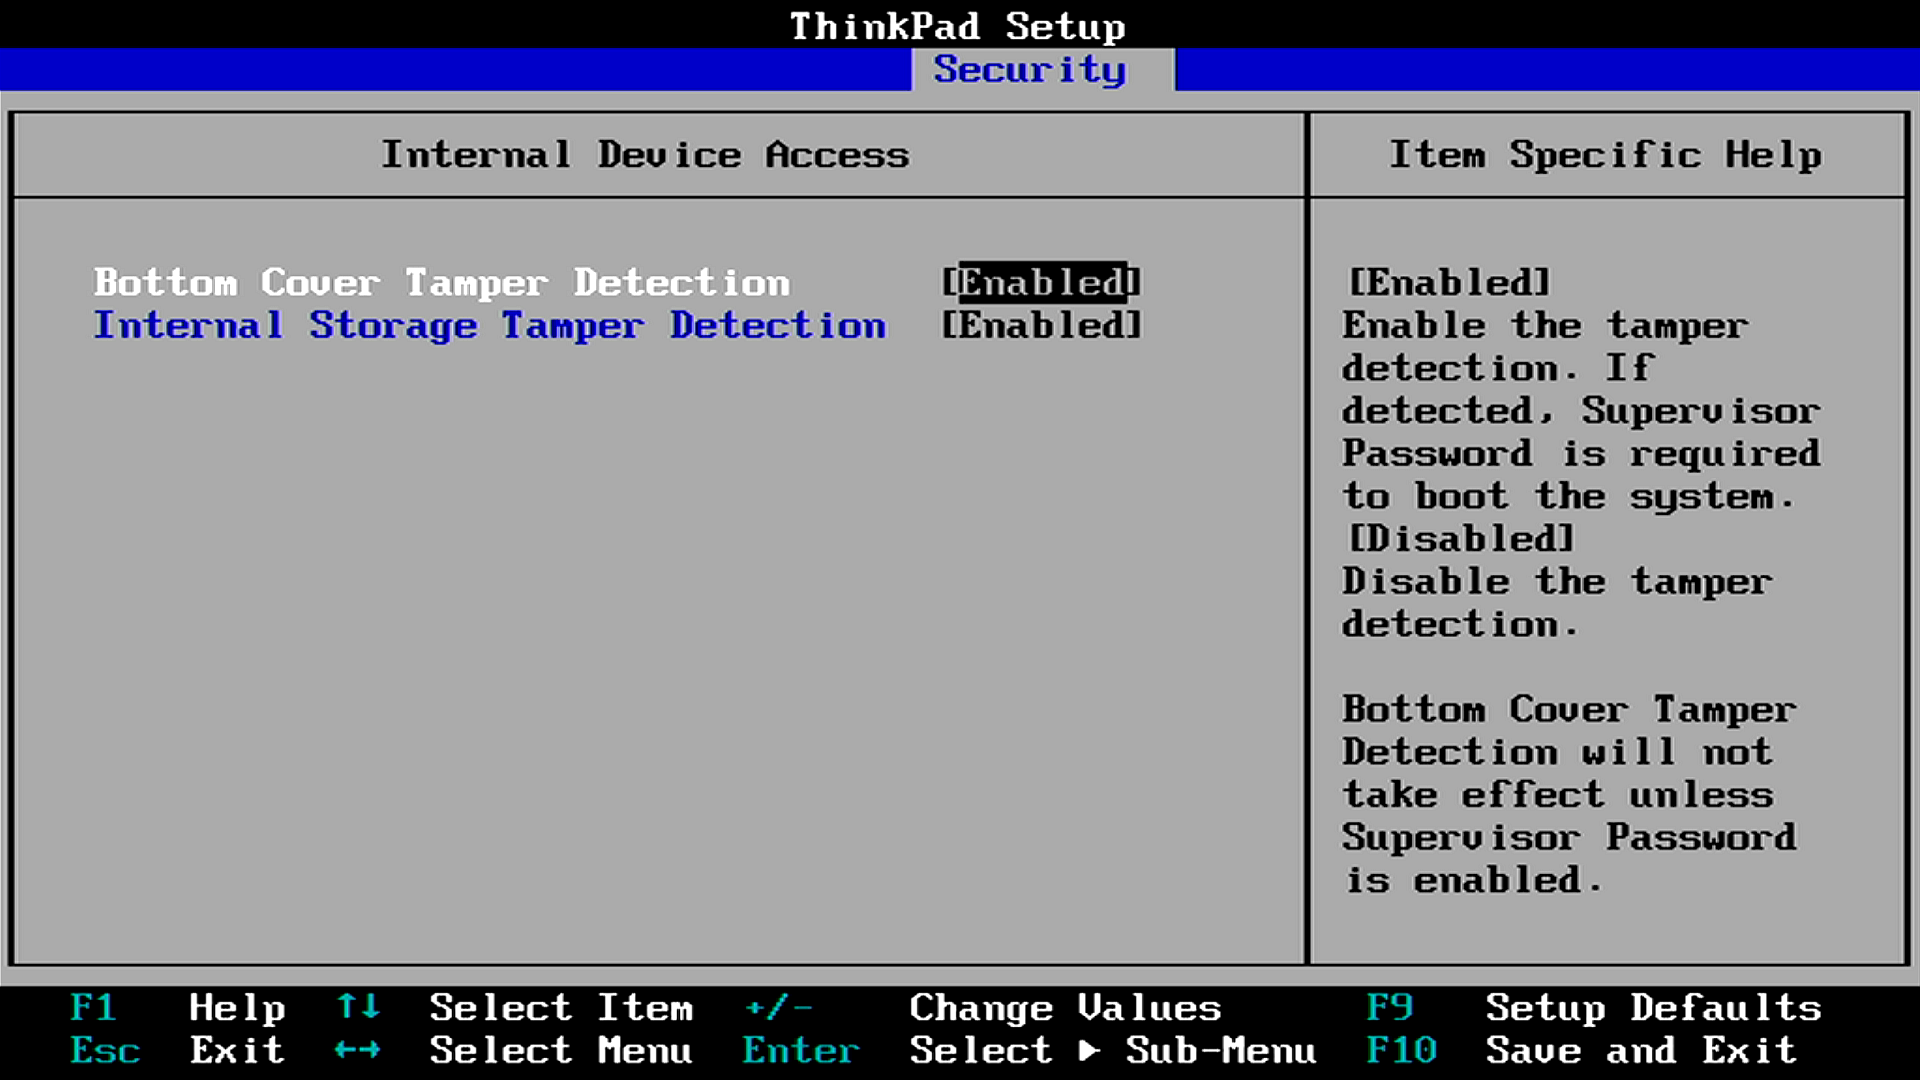 ThinkPad Setup
Security
Internal Device Access
Item Specific Help
Bottom Cover Tamper Detection [Enabled]
Internal Storage Tamper Detection [Enabled]
[Enabled]
Enable the tamper
detection. If
detected, Supervisor
Password is required
to boot the system.
[Disabled]
Disable the tamper
detection.
Bottom Cover Tamper
Detection will not
take effect unless
Supervisor Password
is enabled.
F1 Help ↑↓ Select Item +/- Change Values F9 Setup Defaults
Esc Exit ←→ Select Menu Enter Select ▶ Sub-Menu F10 Save and Exit